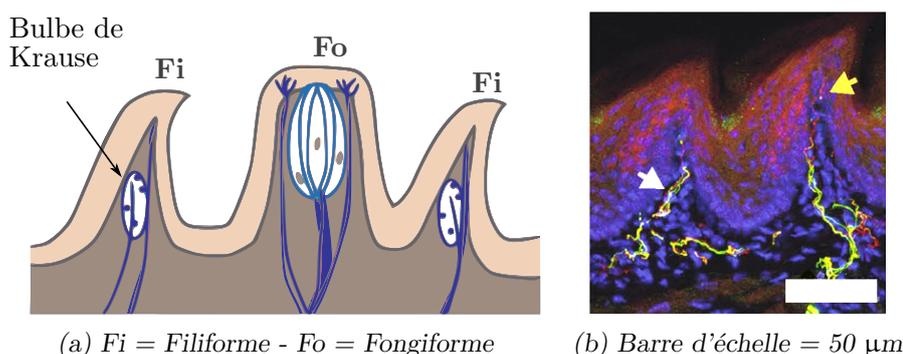 Bulbe de
Krause
Fi
Fo
Fi
(a) Fi = Filiforme - Fo = Fongiforme
(b) Barre d'échelle = 50 µm